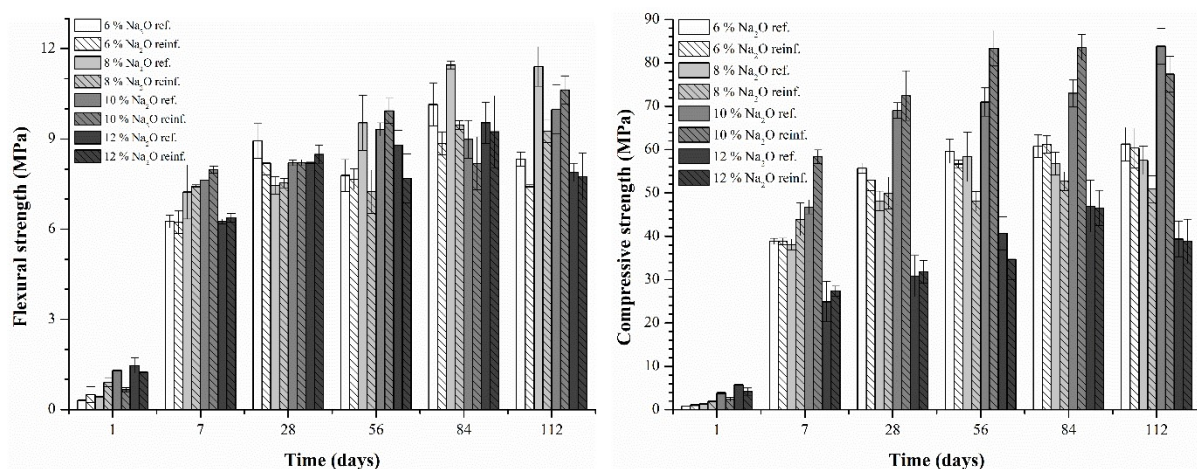 Flexural strength (MPa)
12
9
6
3
0
6 % Na2O ref.
6 % Na2O reinf.
8 % Na2O ref.
8 % Na2O reinf.
10 % Na2O ref.
10 % Na2O reinf.
12 % Na2O ref.
12 % Na2O reinf.
1 7 28 56 84 112
Time (days)
Compressive strength (MPa)
90
80
70
60
50
40
30
20
10
0
6 % Na2O ref.
6 % Na2O reinf.
8 % Na2O ref.
8 % Na2O reinf.
10 % Na2O ref.
10 % Na2O reinf.
12 % Na2O ref.
12 % Na2O reinf.
1 7 28 56 84 112
Time (days)